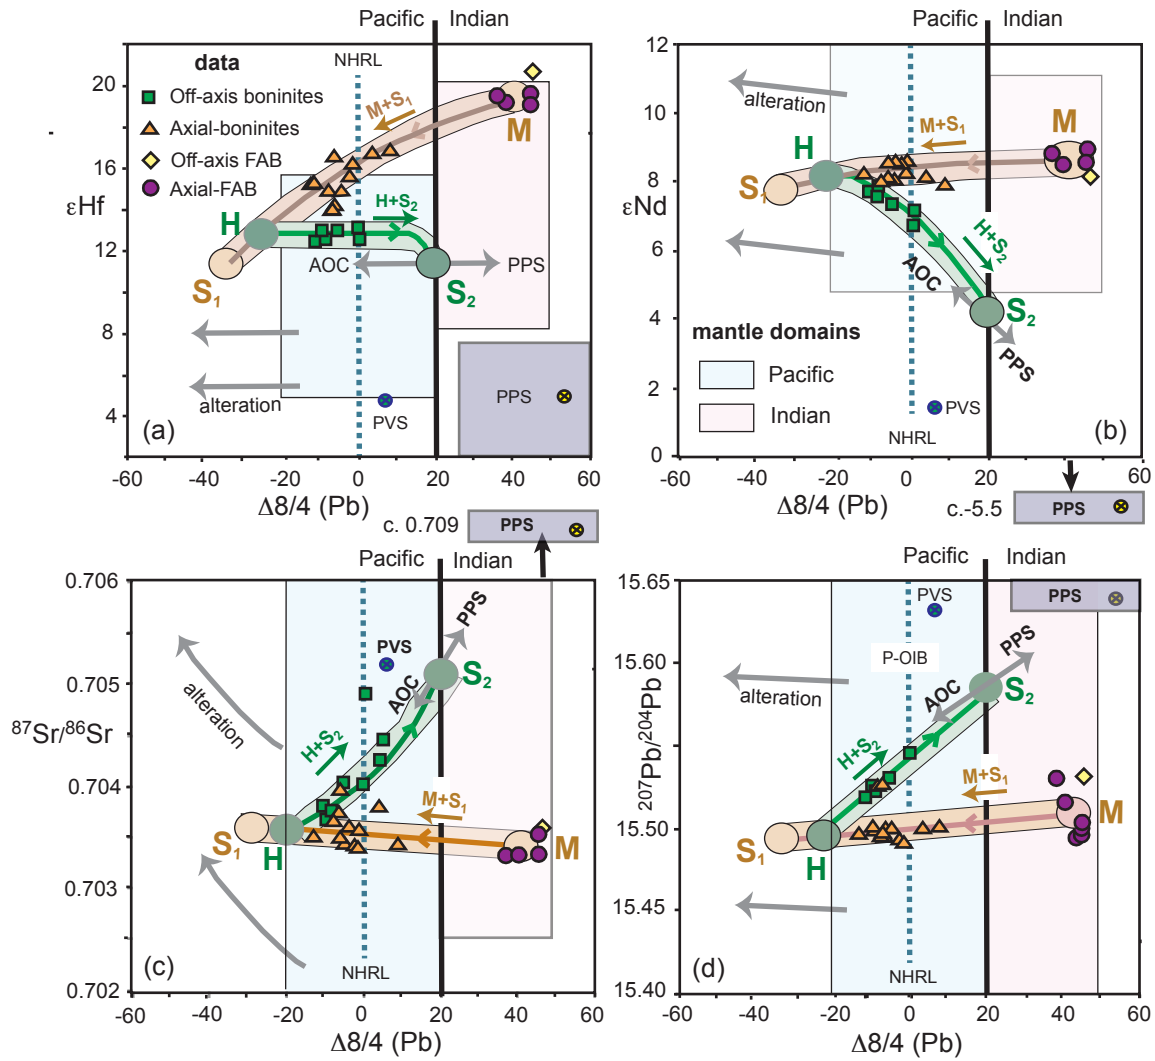 Pacific Indian
Pacific Indian
20
16
12
8
4
εHf
data
Off-axis boninites
Axial-boninites
Off-axis FAB
Axial-FAB
NHRL
M+S1
M
H
H+S2
AOC
PPS
S1
S2
alteration
PPS
PVS
(a)
-60 -40 -20 0 20 40 60
Δ8/4 (Pb)
12
10
8
6
4
2
0
εNd
alteration
M+S1
M
H
S1
H+S2
AOC
S2
PPS
mantle domains
Pacific
Indian
PVS
NHRL
(b)
-60 -40 -20 0 20 40 60
Δ8/4 (Pb)
c. 0.709 PPS
c.-5.5 PPS
Pacific Indian
Pacific Indian
0.706
0.705
0.704
0.703
0.702
87Sr/86Sr
PPS
PVS
S2
AOC
alteration
H+S2
M+S1
S1
H
M
NHRL
(c)
-60 -40 -20 0 20 40 60
Δ8/4 (Pb)
15.65
15.60
15.50
15.45
15.40
207Pb/204Pb
PVS
PPS
P-OIB
PPS
AOC
S2
alteration
H+S2
M+S1
M
S1
H
NHRL
(d)
-60 -40 -20 0 20 40 60
Δ8/4 (Pb)